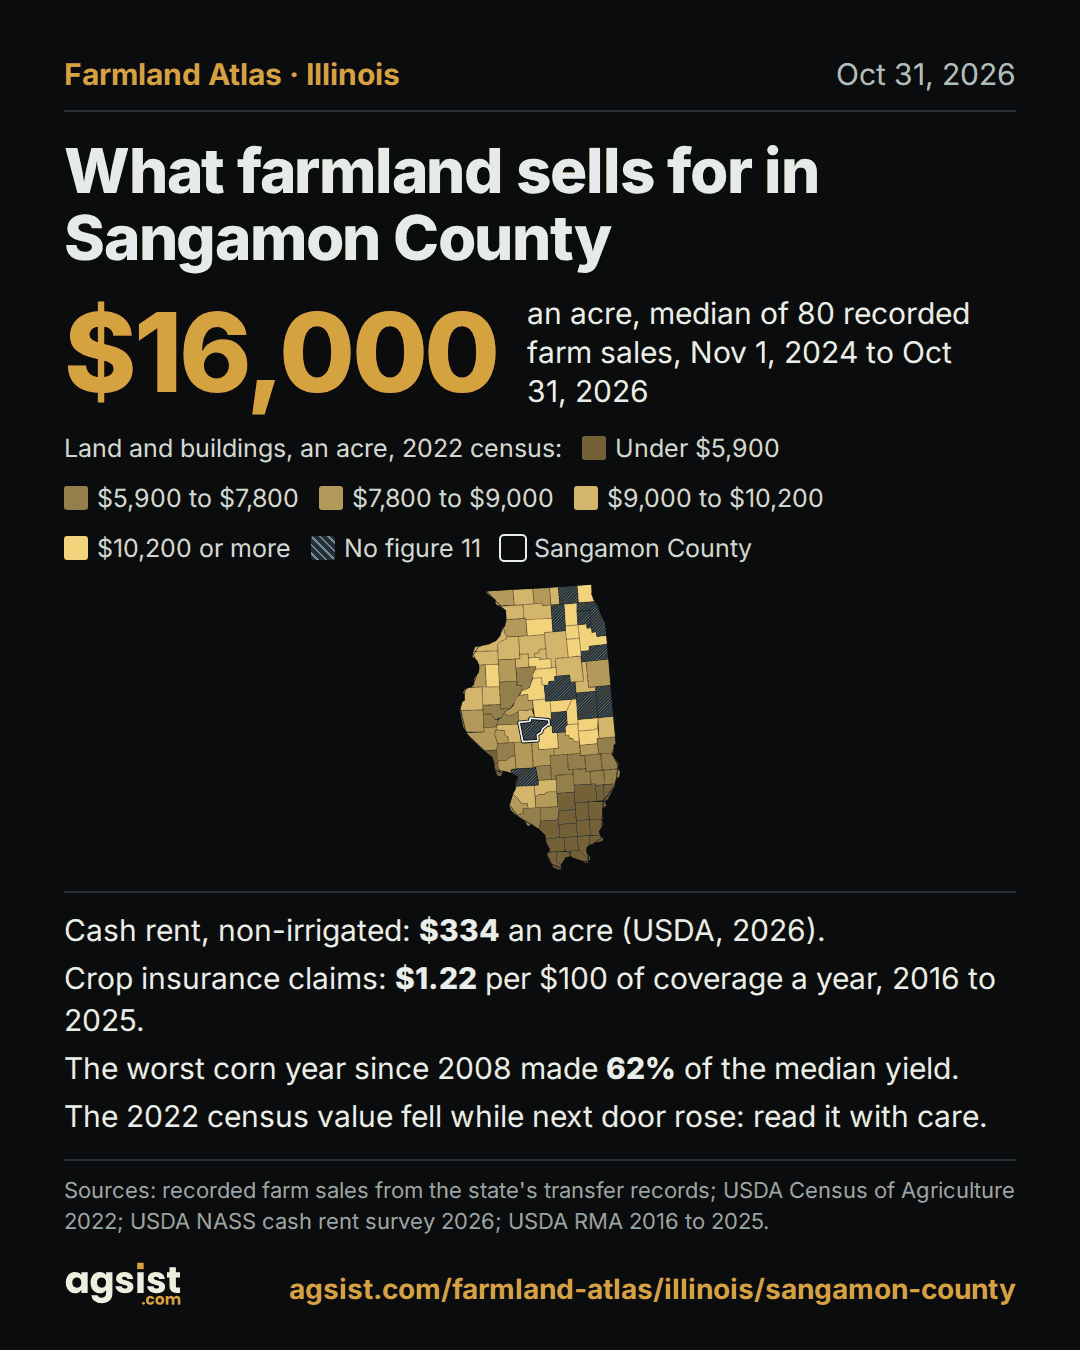 Farmland Atlas · Illinois
Oct 31, 2026
What farmland sells for in
Sangamon County
$16,000
an acre, median of 80 recorded
farm sales, Nov 1, 2024 to Oct
31, 2026
Land and buildings, an acre, 2022 census: Under $5,900
$5,900 to $7,800 $7,800 to $9,000 $9,000 to $10,200
$10,200 or more No figure 11 Sangamon County
Cash rent, non-irrigated: $334 an acre (USDA, 2026).
Crop insurance claims: $1.22 per $100 of coverage a year, 2016 to
2025.
The worst corn year since 2008 made 62% of the median yield.
The 2022 census value fell while next door rose: read it with care.
Sources: recorded farm sales from the state's transfer records; USDA Census of Agriculture
2022; USDA NASS cash rent survey 2026; USDA RMA 2016 to 2025.
agsist
.com
agsist.com/farmland-atlas/illinois/sangamon-county